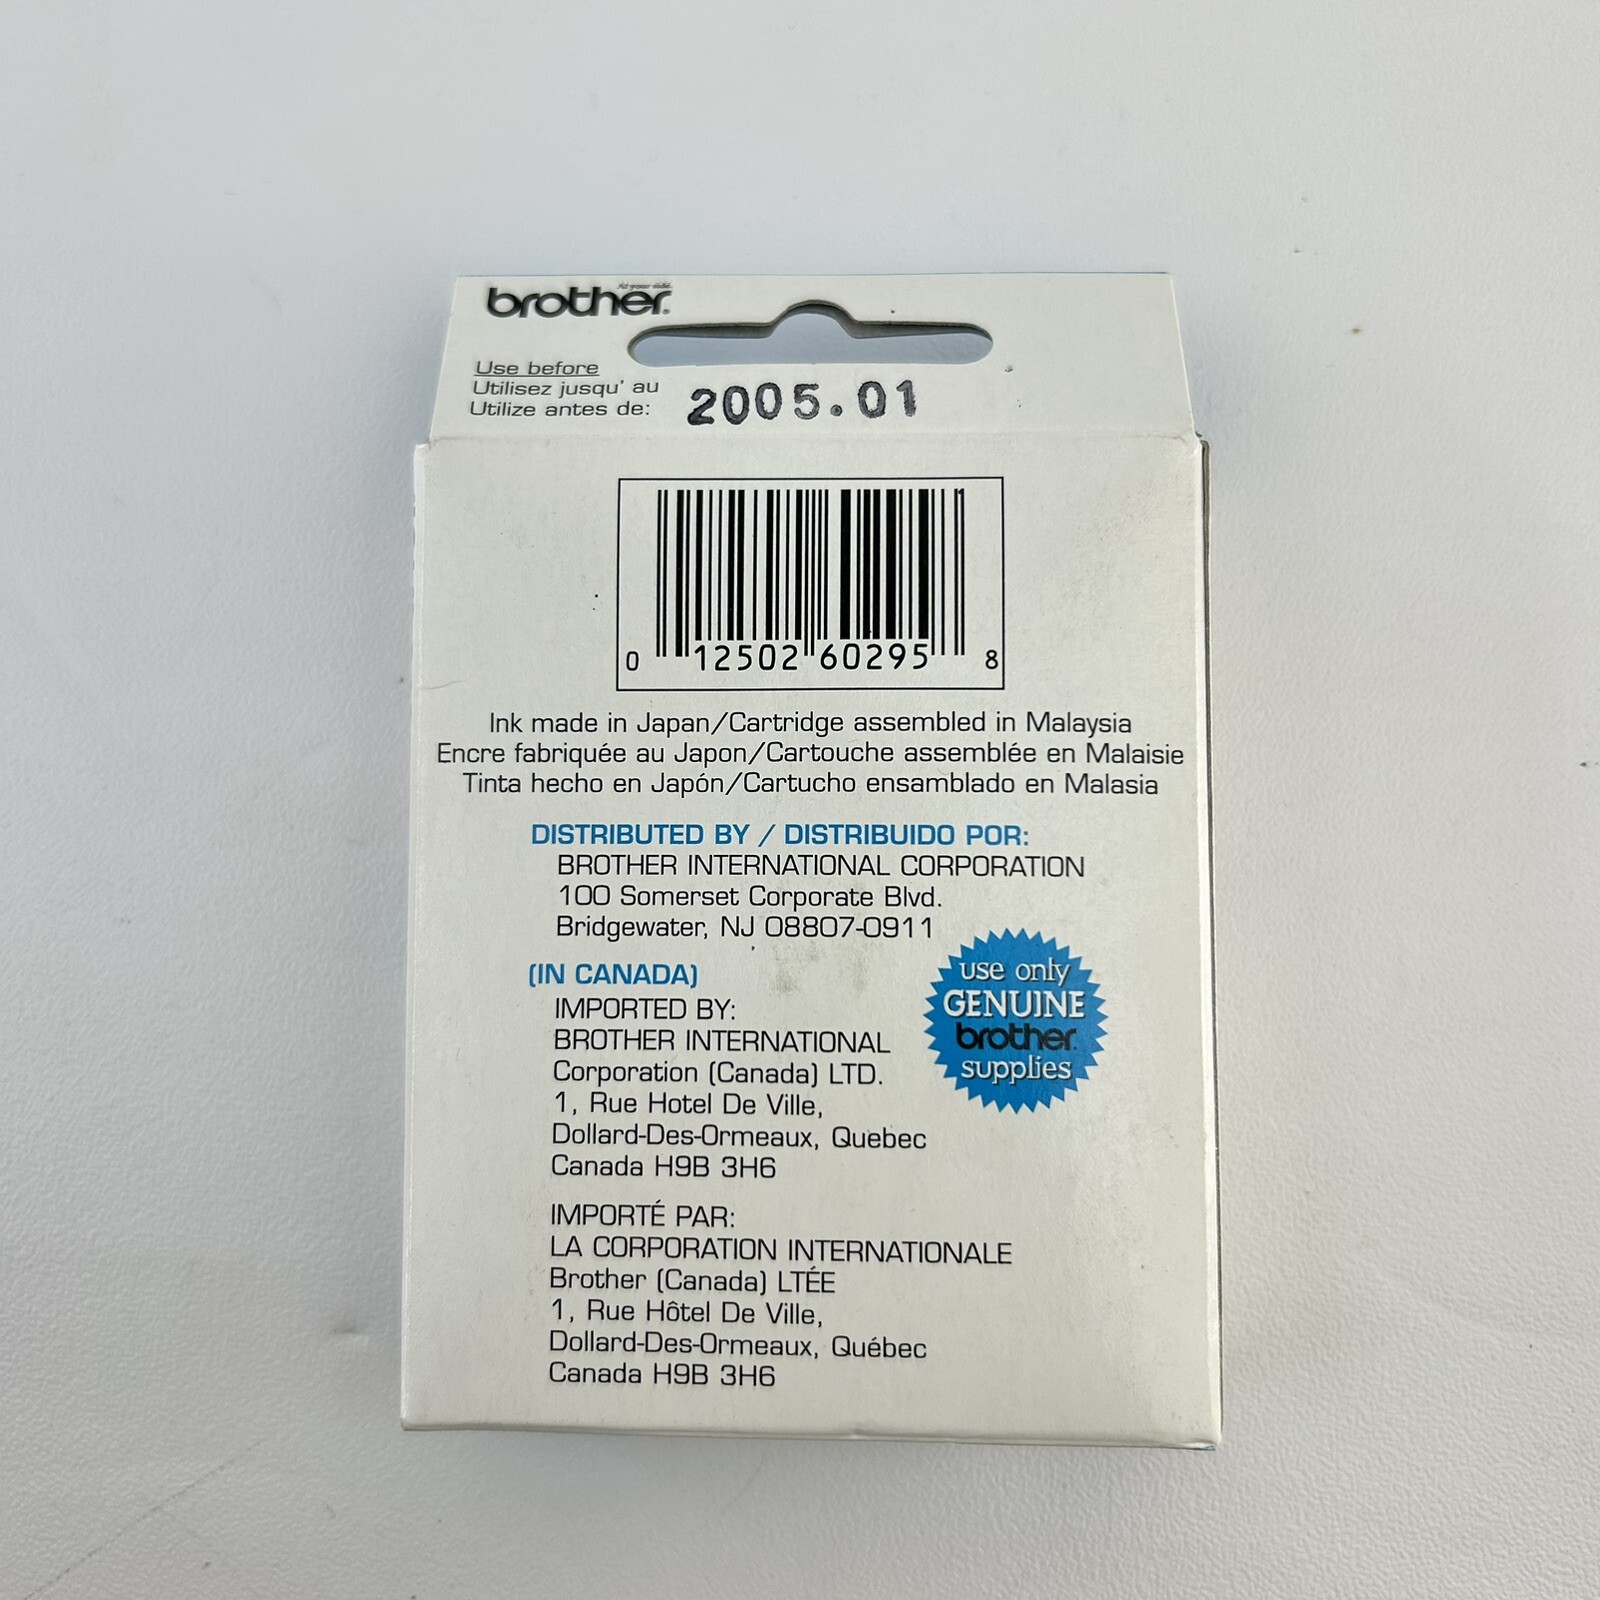 At your side.
brother.
Use before
Utilisez jusqu' au
Utilize antes de:
2005.01
0 12502 60295 8
Ink made in Japan/Cartridge assembled in Malaysia
Encre fabriquée au Japon/Cartouche assemblée en Malaisie
Tinta hecho en Japón/Cartucho ensamblado en Malasia
DISTRIBUTED BY / DISTRIBUIDO POR:
BROTHER INTERNATIONAL CORPORATION
100 Somerset Corporate Blvd.
Bridgewater, NJ 08807-0911
(IN CANADA)
IMPORTED BY:
BROTHER INTERNATIONAL
Corporation (Canada) LTD.
1, Rue Hotel De Ville,
Dollard-Des-Ormeaux, Quebec
Canada H9B 3H6
use only
GENUINE
brother.
supplies
IMPORTÉ PAR:
LA CORPORATION INTERNATIONALE
Brother (Canada) LTÉE
1, Rue Hôtel De Ville,
Dollard-Des-Ormeaux, Québec
Canada H9B 3H6